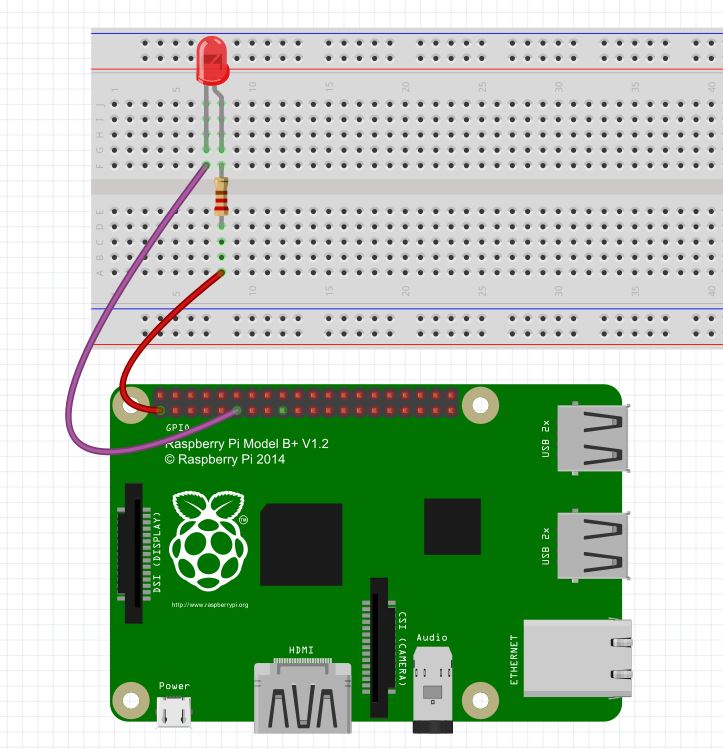 1 5 10 15 20 25 30 35 40
J
I
H
G
F
E
D
C
B
A
5 10 15 20 25 30 35 40
GPIO
Raspberry Pi Model B+ V1.2
© Raspberry Pi 2014
USB 2x
TM
DSI (DISPLAY)
USB 2x
http://www.raspberrypi.org
CSI (CAMERA)
Audio
ETHERNET
HDMI
Power